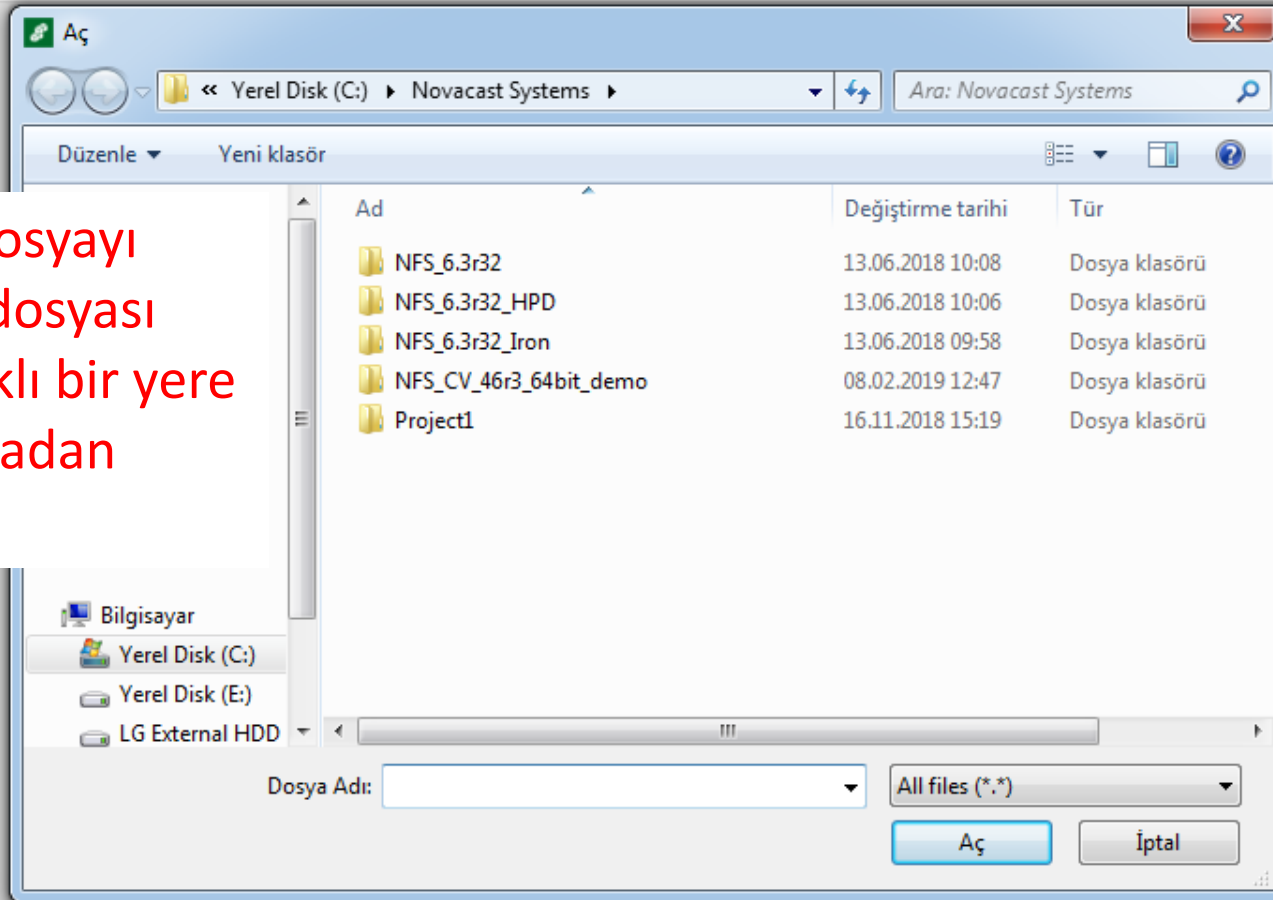 Aç
« Yerel Disk (C:) ▸ Novacast Systems ▸
Ara: Novacast Systems
Düzenle
Yeni klasör
osyayı
dosyası
klı bir yere
adan
Ad Değiştirme tarihi Tür
NFS_6.3r32 13.06.2018 10:08 Dosya klasörü
NFS_6.3r32_HPD 13.06.2018 10:06 Dosya klasörü
NFS_6.3r32_Iron 13.06.2018 09:58 Dosya klasörü
NFS_CV_46r3_64bit_demo 08.02.2019 12:47 Dosya klasörü
Project1 16.11.2018 15:19 Dosya klasörü
Bilgisayar
Yerel Disk (C:)
Yerel Disk (E:)
LG External HDD
Dosya Adı:
All files (*.*)
Aç
İptal